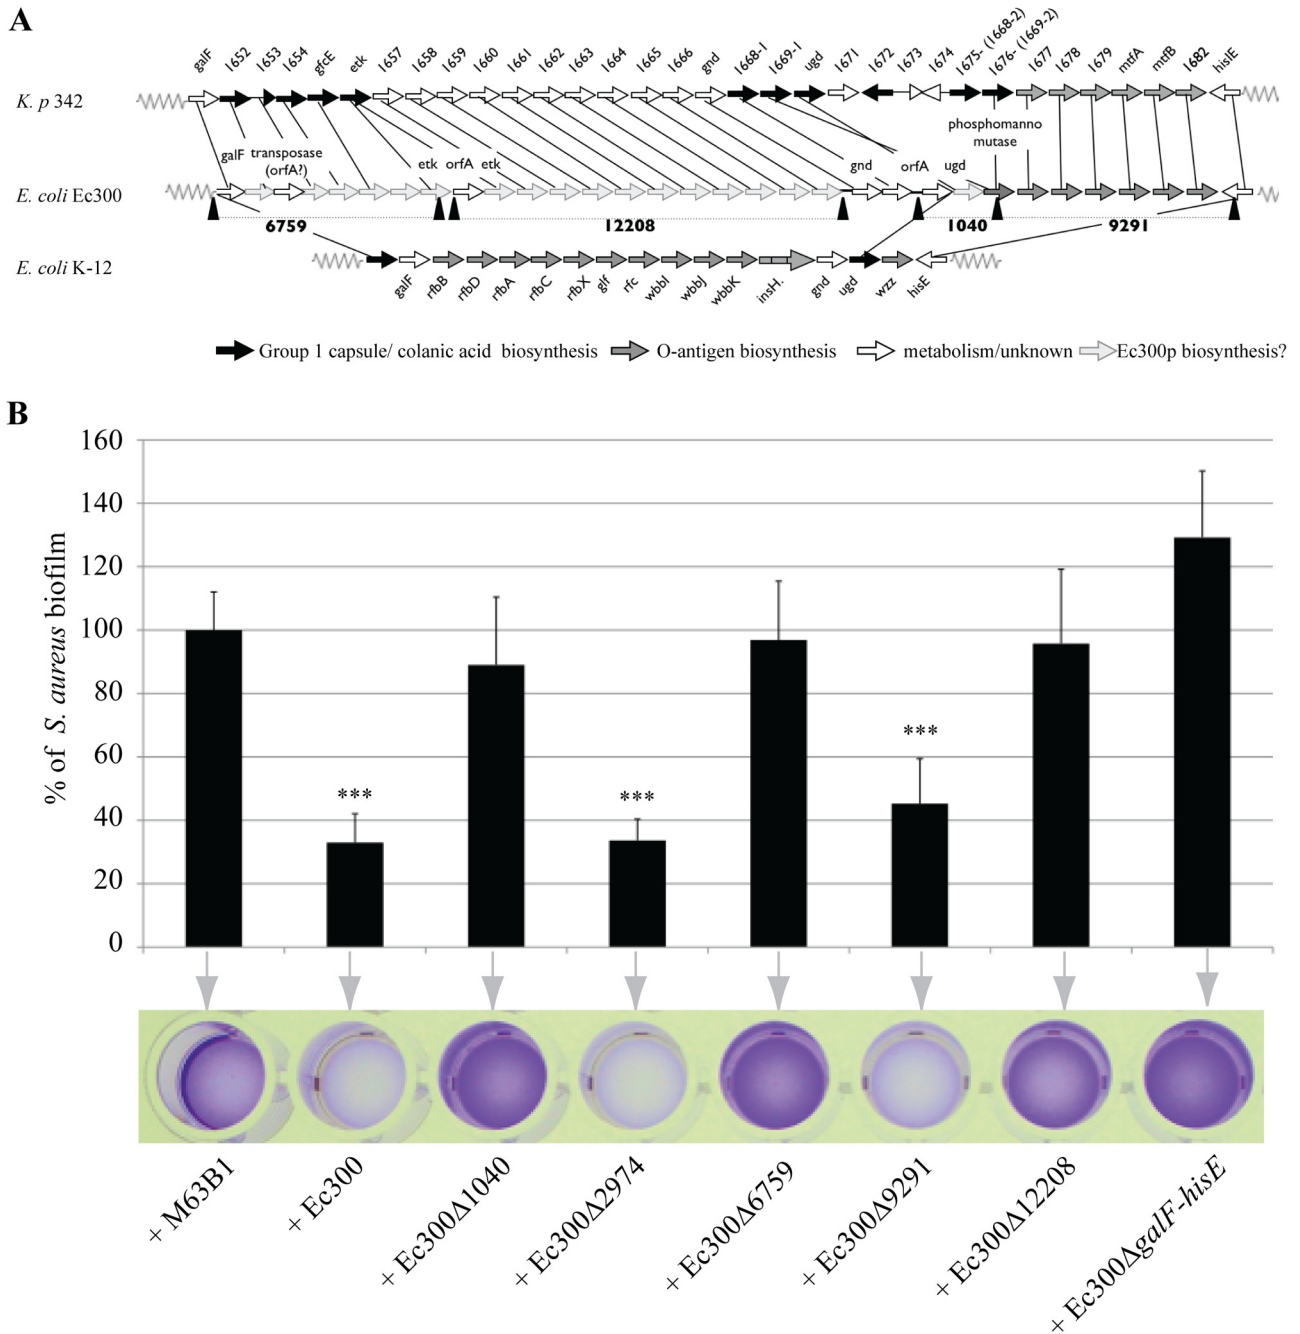 A
galF 1652 1653 1654 gfcE etk 1657 1658 1659 1660 1661 1662 1663 1664 1665 1666 gnd 1668-1 1669-1 ugd 1671 1672 1673 1674 1675- (1668-2) 1676- (1669-2) 1677 1678 1679 mtfA mtfB 1682 hisIE
K. p 342
phosphomanno
mutase
galF transposase
(orfA?)
etk orfA etk gnd orfA ugd
E. coli Ec300
6759 12208 1040 9291
E. coli K-12
galF rfbB rfbD rfbA rfbC rfbX glf rfc wbbI wbbJ wbbK insH. gnd ugd wzz hisE
Group 1 capsule/ colanic acid biosynthesis O-antigen biosynthesis metabolism/unknown Ec300p biosynthesis?
B
% of S. aureus biofilm
160
140
120
100
80
60
40
20
0
***
***
***
+ M63B1
+ Ec300
+ Ec300Δ1040
+ Ec300Δ2974
+ Ec300Δ6759
+ Ec300Δ9291
+ Ec300Δ12208
+ Ec300ΔgalF-hisE